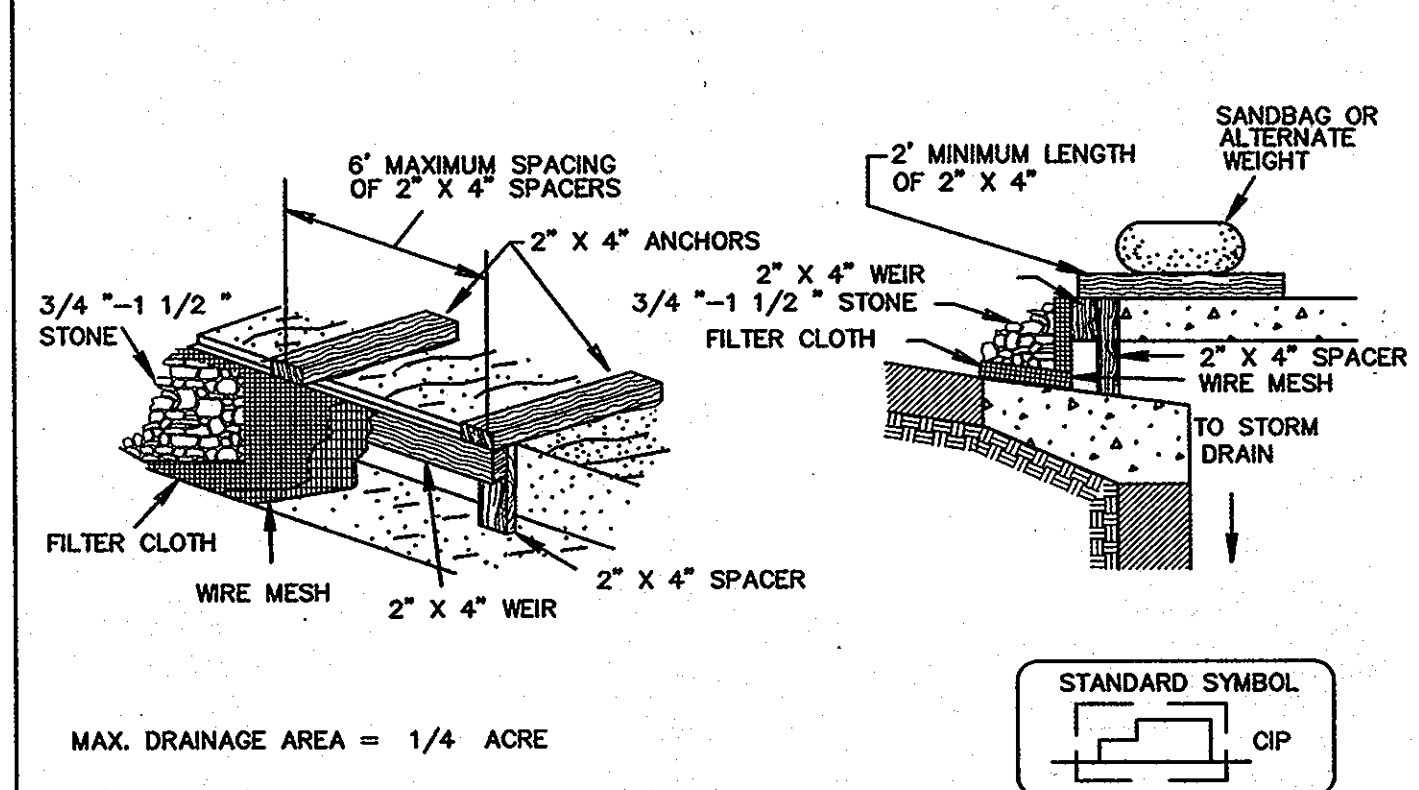 6' MAXIMUM SPACING
OF 2" X 4" SPACERS
2" X 4" ANCHORS
3/4 "-1 1/2 "
STONE
FILTER CLOTH
WIRE MESH
2" X 4" WEIR
2" X 4" SPACER
MAX. DRAINAGE AREA = 1/4 ACRE
SANDBAG OR
ALTERNATE
WEIGHT
2' MINIMUM LENGTH
OF 2" X 4"
2" X 4" WEIR
3/4 "-1 1/2 " STONE
FILTER CLOTH
2" X 4" SPACER
WIRE MESH
TO STORM
DRAIN
STANDARD SYMBOL
CIP